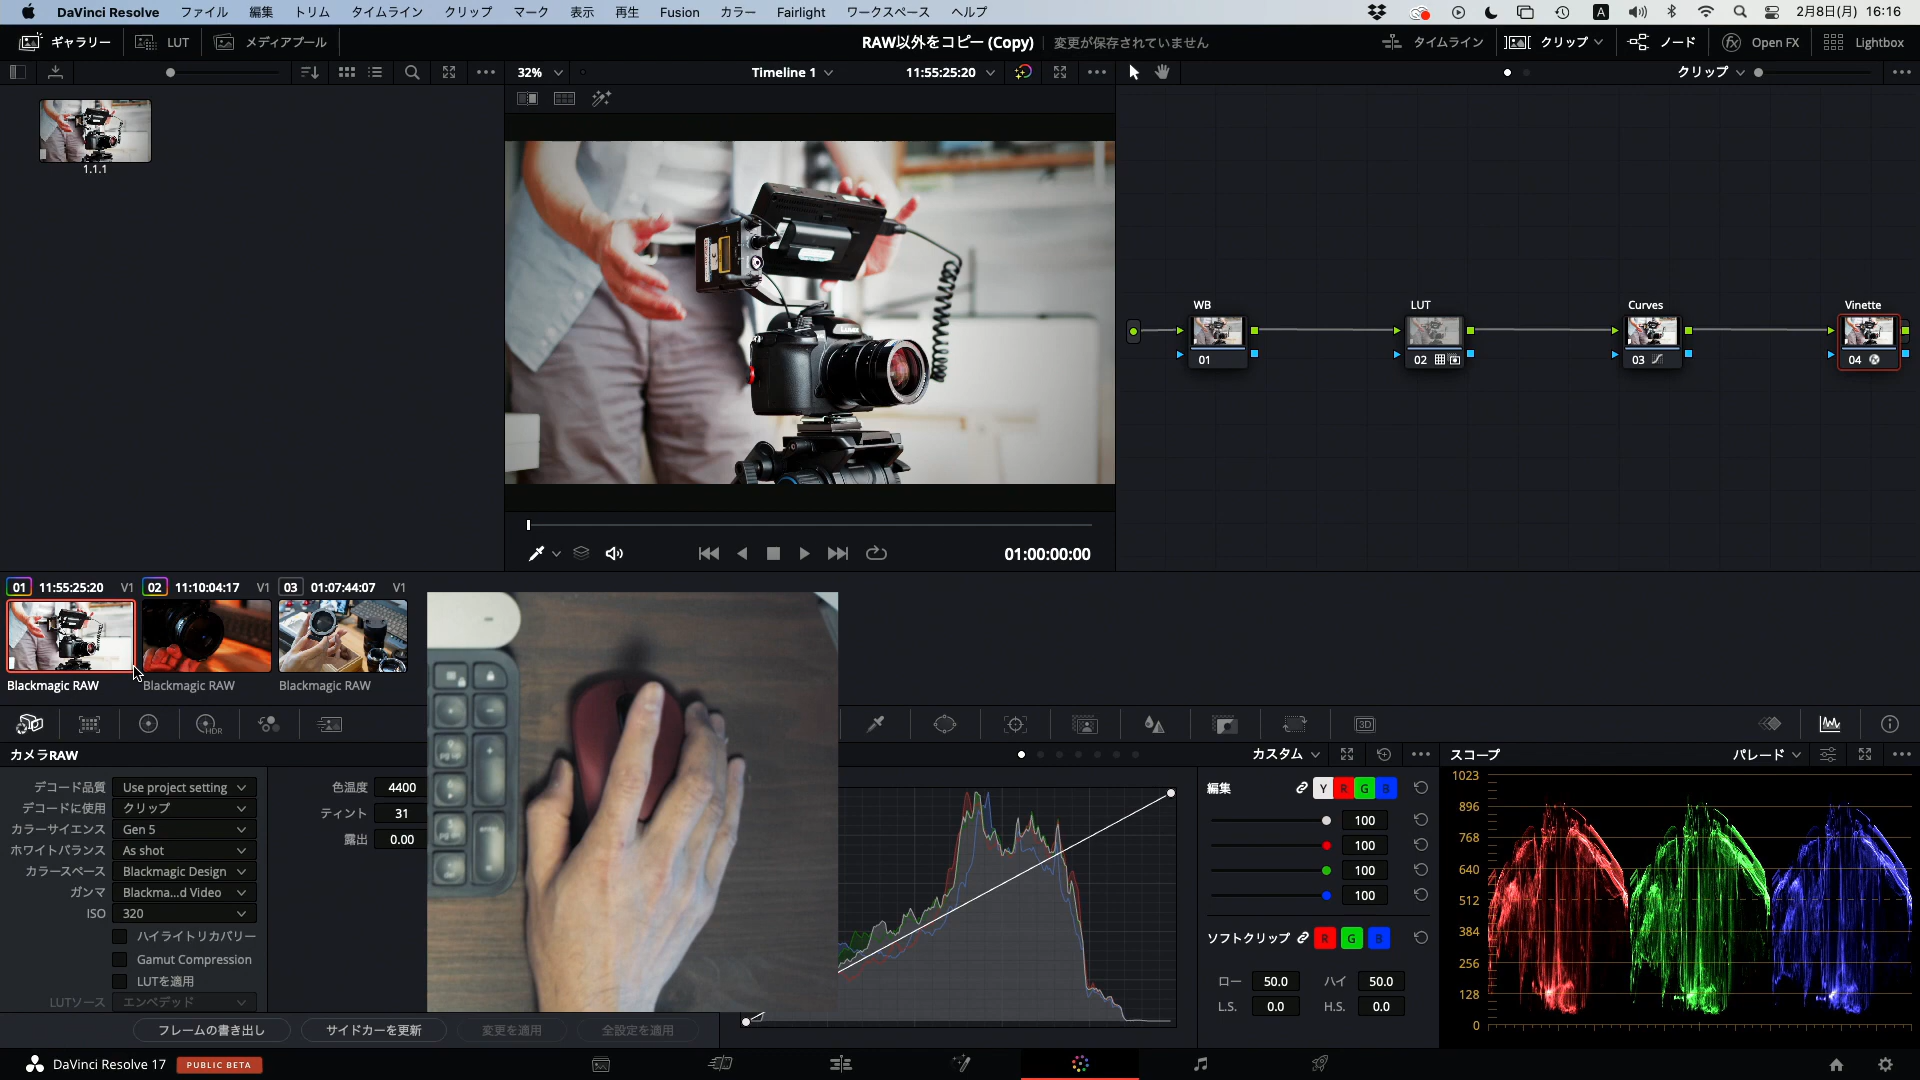 DaVinci Resolve ファイル 編集 トリム タイムライン クリップ マーク 表示 再生 Fusion カラー Fairlight ワークスペース ヘルプ A 2月8日(月) 16:16
ギャラリー LUT メディアプール RAW以外をコピー (Copy) 変更が保存されていません タイムライン クリップ ノード fx Open FX Lightbox
32% Timeline 1 11:55:25:20 クリップ
1.1.1
LUMIX
WB LUT Curves Vinette
01 02 03 04
01:00:00:00
01 11:55:25:20 V1 02 11:10:04:17 V1 03 01:07:44:07 V1
Blackmagic RAW Blackmagic RAW Blackmagic RAW
HDR 3D
カメラRAW カスタム スコープ パレード
デコード品質 Use project setting 色温度 4400 編集 Y R G B
デコードに使用 クリップ ティント 31 100
カラーサイエンス Gen 5 露出 0.00 100
ホワイトバランス As shot 100
カラースペース Blackmagic Design 100
ガンマ Blackma...d Video
ISO 320
ハイライトリカバリー ソフトクリップ R G B
Gamut Compression
LUTを適用 ロー 50.0 ハイ 50.0
LUTソース エンベデッド L.S. 0.0 H.S. 0.0
1023
896
768
640
512
384
256
128
0
フレームの書き出し サイドカーを更新 変更を適用 全設定を適用
DaVinci Resolve 17 PUBLIC BETA